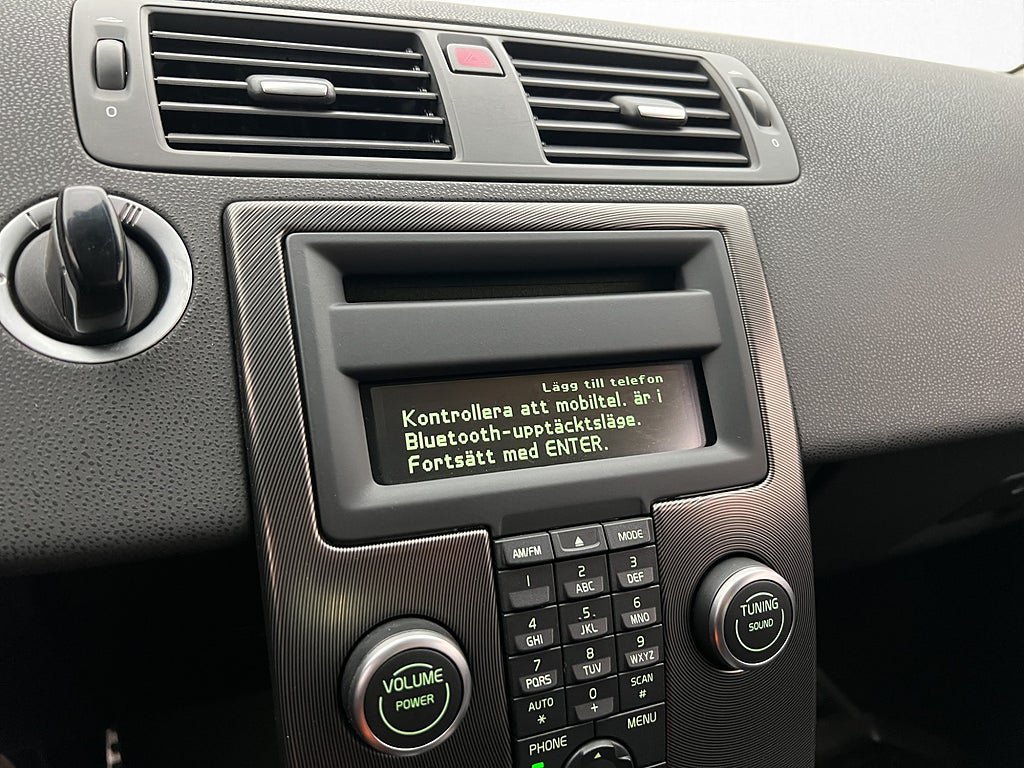 0
0
Lägg till telefon
Kontrollera att mobiltel. är i
Bluetooth-upptäcktsläge.
Fortsätt med ENTER.
AM/FM
MODE
1
2
ABC
3
DEF
4
GHI
.5.
JKL
6
MNO
7
PQRS
8
TUV
9
WXYZ
AUTO
*
0
+
SCAN
#
PHONE
MENU
VOLUME
POWER
TUNING
SOUND